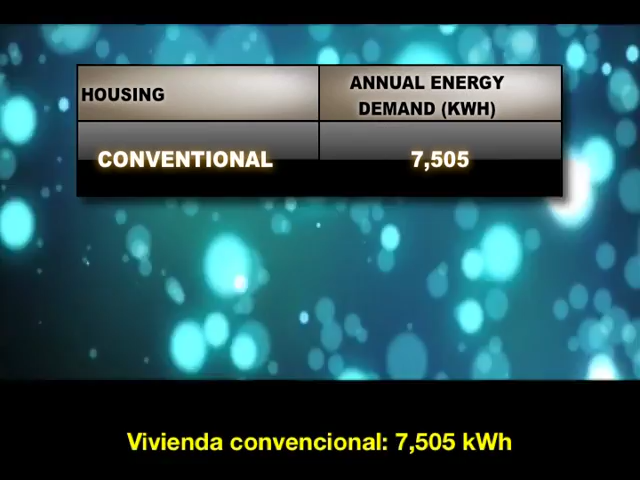 HOUSING
ANNUAL ENERGY
DEMAND (KWH)
CONVENTIONAL
7,505
Vivienda convencional: 7,505 kWh